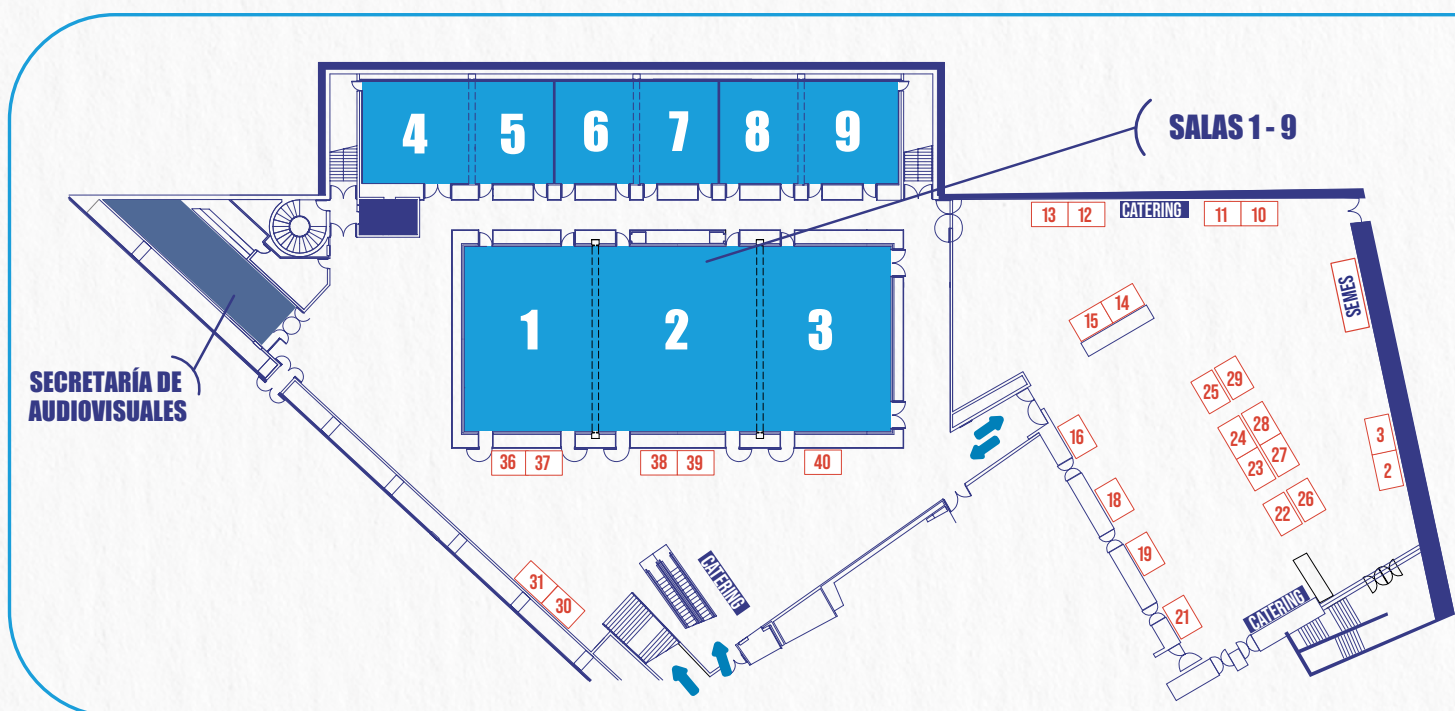 4 5 6 7 8 9
SALAS 1 - 9
13 12 CATERING 11 10
SEMES
15 14
1 2 3
25 29
SECRETARÍA DE
AUDIOVISUALES
24 28
23 27
16
3
2
36 37 38 39 40
22 26
18
19
31
30
CATERING
21
CATERING